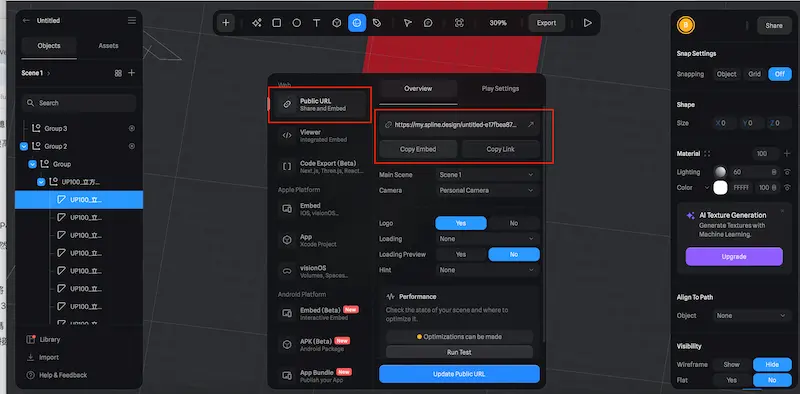 Untitled
Objects
Assets
Scene 1
Search
Group 3
Group 2
Group
UP100_立方...
UP100_立...
UP100_立...
UP100_立...
UP100_立...
UP100_立...
UP100_立...
UP100_立...
Library
Import
Help & Feedback
309%
Export
Web
Public URL
Share and Embed
Viewer
Integrated Embed
Code Export (Beta)
Next.js, Three.js, React...
Apple Platform
Embed
iOS, visionOS...
App
Xcode Project
visionOS
Volumes, Spaces...
Android Platform
Embed (Beta) New
Interactive Embed
APK (Beta) New
Android Package
App Bundle New
Publish your App
Overview
Play Settings
https://my.spline.design/untitled-e17fbea87...
Copy Embed
Copy Link
Main Scene
Scene 1
Camera
Personal Camera
Logo
Yes
No
Loading
None
Loading Preview
Yes
No
Hint
None
Performance
Check the stats of your scene and where to
optimize it.
Optimizations can be made
Run Test
Update Public URL
Share
Snap Settings
Snapping
Object
Grid
Off
Shape
Size
X 0
Y 0
X 0
Material
100
Lighting
60
Color
FFFFFF
100
AI Texture Generation
Generate Textures with
Machine Learning.
Upgrade
Align To Path
Object
None
Visibility
Wireframe
Show
Hide
Flat
Yes
No